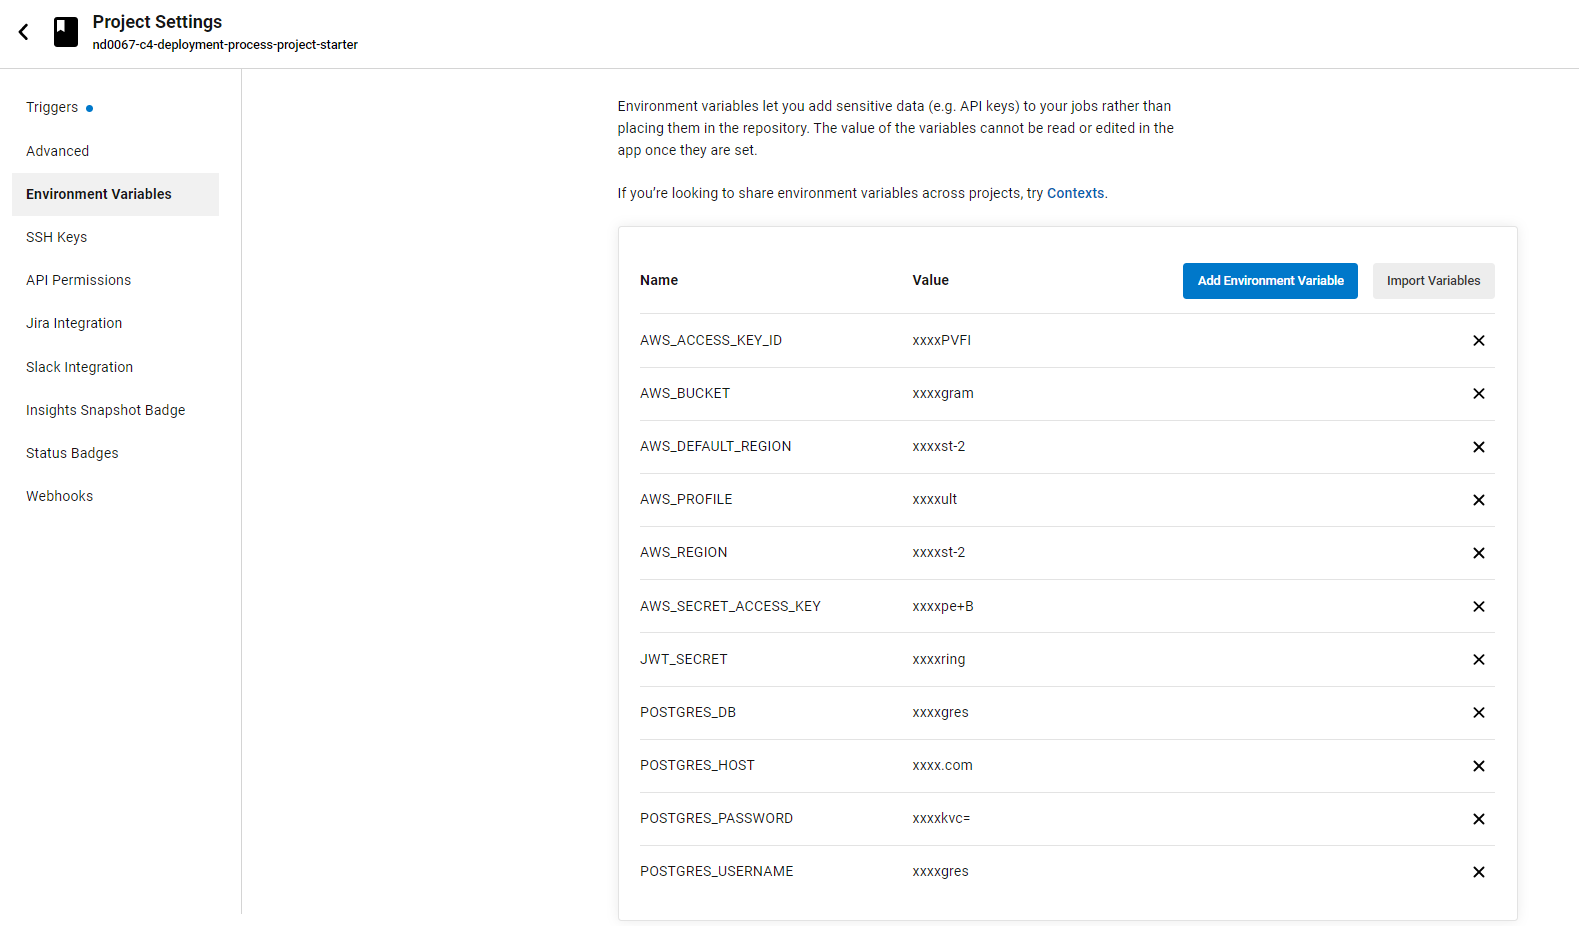 Project Settings
nd0067-c4-deployment-process-project-starter
Triggers
Advanced
Environment Variables
SSH Keys
API Permissions
Jira Integration
Slack Integration
Insights Snapshot Badge
Status Badges
Webhooks
Environment variables let you add sensitive data (e.g. API keys) to your jobs rather than
placing them in the repository. The value of the variables cannot be read or edited in the
app once they are set.
If you’re looking to share environment variables across projects, try Contexts.
Name Value Add Environment Variable Import Variables
AWS_ACCESS_KEY_ID xxxxPVFI
AWS_BUCKET xxxxgram
AWS_DEFAULT_REGION xxxxst-2
AWS_PROFILE xxxxult
AWS_REGION xxxxst-2
AWS_SECRET_ACCESS_KEY xxxxpe+B
JWT_SECRET xxxxring
POSTGRES_DB xxxxgres
POSTGRES_HOST xxxx.com
POSTGRES_PASSWORD xxxxkvc=
POSTGRES_USERNAME xxxxgres